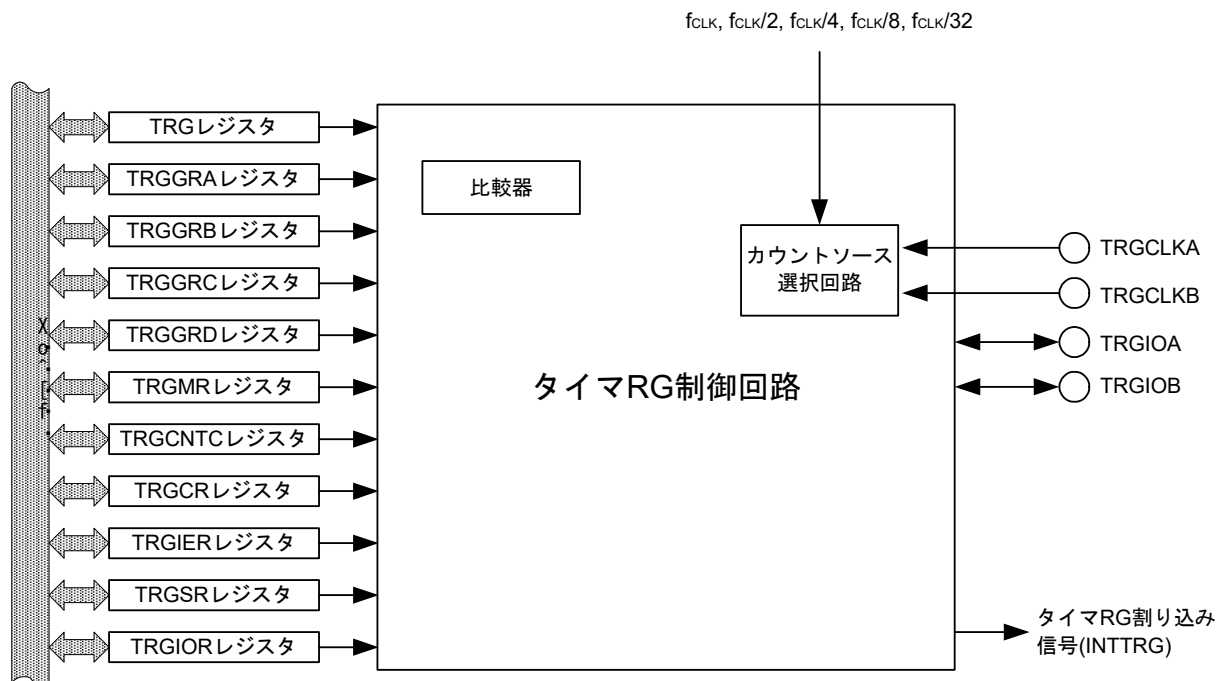 fCLK, fCLK/2, fCLK/4, fCLK/8, fCLK/32
TRGレジスタ
TRGGRAレジスタ
TRGGRBレジスタ
TRGGRCレジスタ
TRGGRDレジスタ
TRGMRレジスタ
TRGCNTCレジスタ
TRGCRレジスタ
TRGIERレジスタ
TRGSRレジスタ
TRGIORレジスタ
比較器
カウントソース
選択回路
タイマRG制御回路
TRGCLKA
TRGCLKB
TRGIOA
TRGIOB
タイマRG割り込み
信号(INTTRG)